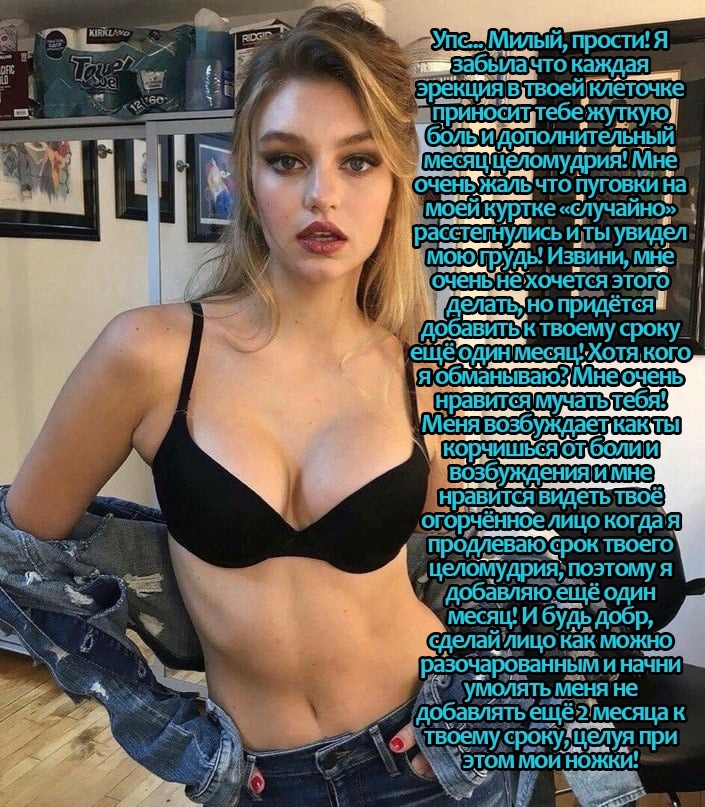 KIRKLAND
Towel
12/160
RIDGID
Упс... Милый, прости! Я
забыла что каждая
эрекция в твоей клеточке
приносит тебе жуткую
боль и дополнительный
месяц целомудрия! Мне
очень жаль что пуговки на
моей куртке «случайно»
расстегнулись и ты увидел
мою грудь! Извини, мне
очень не хочется этого
делать, но придётся
добавить к твоему сроку
ещё один месяц! Хотя кого
я обманываю? Мне очень
нравится мучать тебя!
Меня возбуждает как ты
корчишься от боли и
возбуждения и мне
нравится видеть твоё
огорчённое лицо когда я
продлеваю срок твоего
целомудрия, поэтому я
добавляю ещё один
месяц! И будь добр,
сделай лицо как можно
разочарованным и начни
умолять меня не
добавлять ещё 2 месяца к
твоему сроку, целуя при
этом мои ножки!